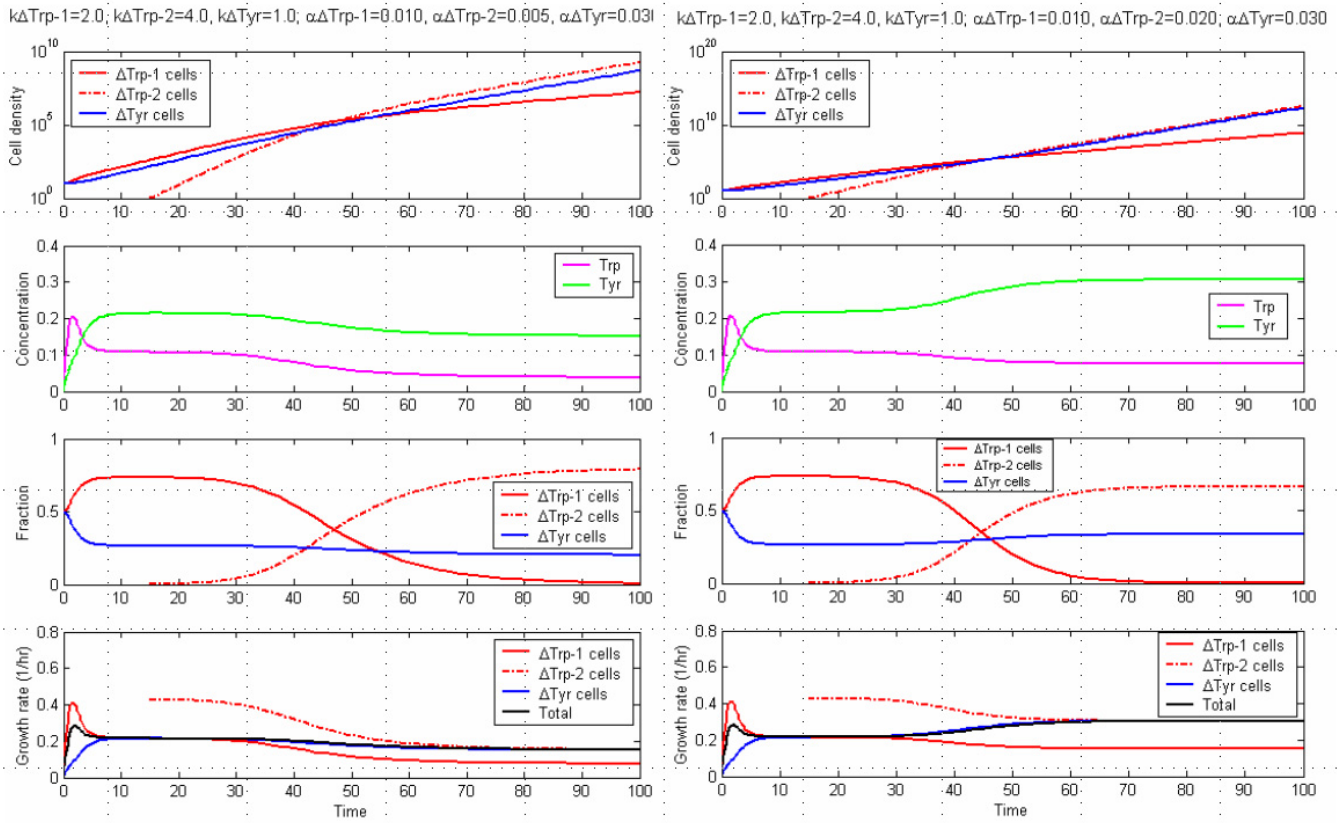 kΔTrp-1=2.0, kΔTrp-2=4.0, kΔTyr=1.0; αΔTrp-1=0.010, αΔTrp-2=0.005, αΔTyr=0.030
10^10
10^5
10^0
Cell density
ΔTrp-1 cells
ΔTrp-2 cells
ΔTyr cells
0 10 20 30 40 50 60 70 80 90 100
0.4
0.3
0.2
0.1
0
Concentration
Trp
Tyr
0 10 20 30 40 50 60 70 80 90 100
1
0.5
0
Fraction
ΔTrp-1 cells
ΔTrp-2 cells
ΔTyr cells
0 10 20 30 40 50 60 70 80 90 100
0.8
0.6
0.4
0.2
0
Growth rate (1/hr)
ΔTrp-1 cells
ΔTrp-2 cells
ΔTyr cells
Total
0 10 20 30 40 50 60 70 80 90 100
Time
kΔTrp-1=2.0, kΔTrp-2=4.0, kΔTyr=1.0; αΔTrp-1=0.010, αΔTrp-2=0.020; αΔTyr=0.030
10^20
10^10
10^0
Cell density
ΔTrp-1 cells
ΔTrp-2 cells
ΔTyr cells
0 10 20 30 40 50 60 70 80 90 100
0.4
0.3
0.2
0.1
0
Concentration
Trp
Tyr
0 10 20 30 40 50 60 70 80 90 100
1
0.5
0
Fraction
ΔTrp-1 cells
ΔTrp-2 cells
ΔTyr cells
0 10 20 30 40 50 60 70 80 90 100
0.8
0.6
0.4
0.2
0
Growth rate (1/hr)
ΔTrp-1 cells
ΔTrp-2 cells
ΔTyr cells
Total
0 10 20 30 40 50 60 70 80 90 100
Time